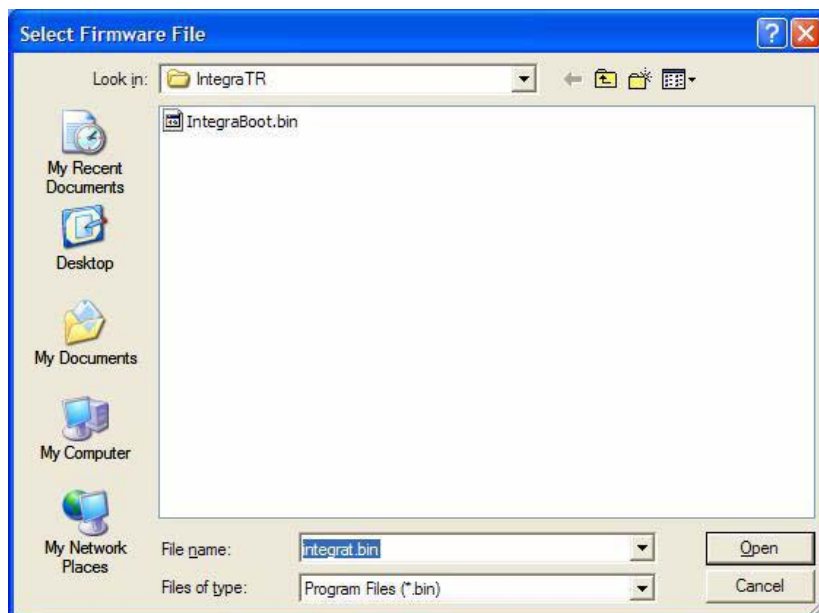 Select Firmware File
Look in:
IntegraTR
IntegraBoot.bin
My Recent
Documents
Desktop
My Documents
My Computer
My Network
Places
File name:
integrat.bin
Open
Files of type:
Program Files (*.bin)
Cancel